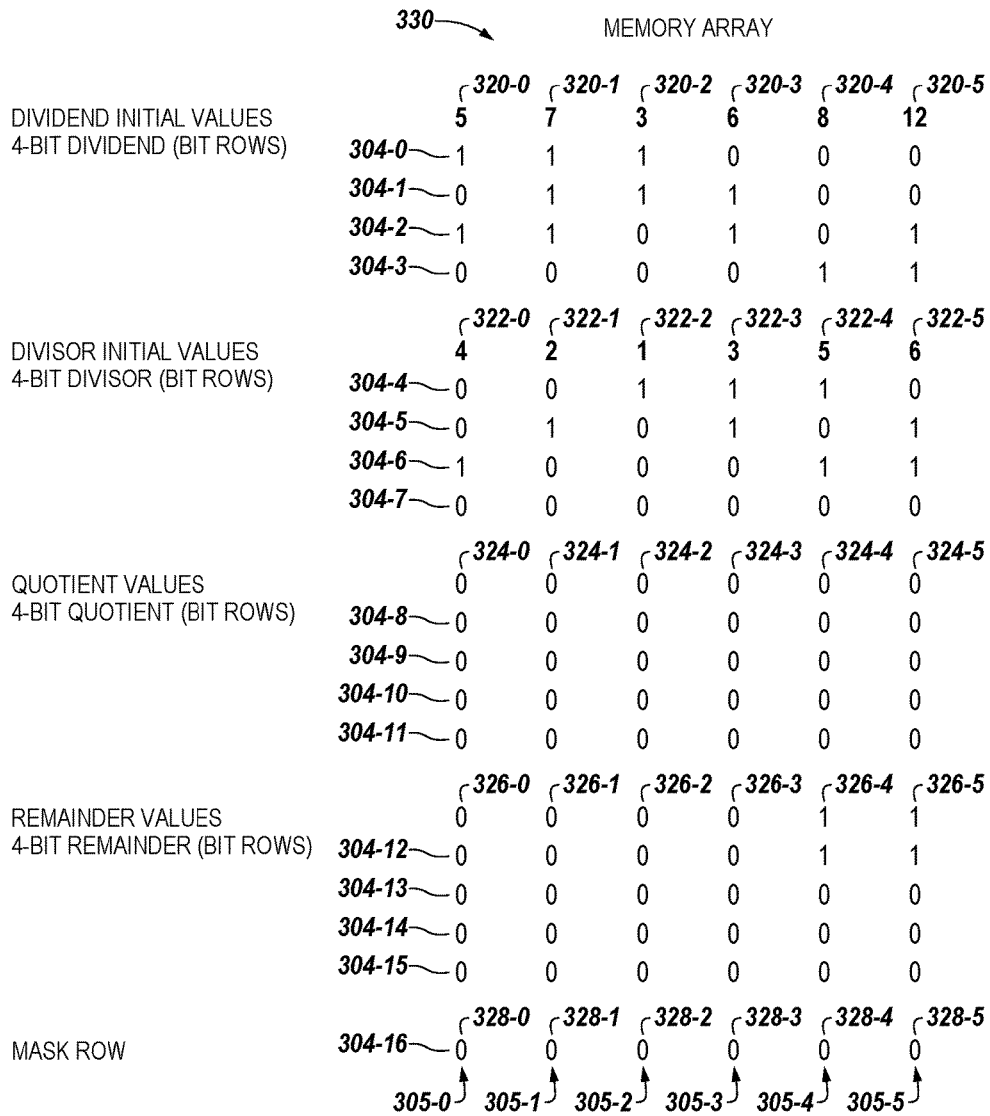 330 MEMORY ARRAY
320-0 320-1 320-2 320-3 320-4 320-5
DIVIDEND INITIAL VALUES 5 7 3 6 8 12
4-BIT DIVIDEND (BIT ROWS)
304-0 1 1 1 0 0 0
304-1 0 1 1 1 0 0
304-2 1 1 0 1 0 1
304-3 0 0 0 0 1 1
322-0 322-1 322-2 322-3 322-4 322-5
DIVISOR INITIAL VALUES 4 2 1 3 5 6
4-BIT DIVISOR (BIT ROWS)
304-4 0 0 1 1 1 0
304-5 0 1 0 1 0 1
304-6 1 0 0 0 1 1
304-7 0 0 0 0 0 0
324-0 324-1 324-2 324-3 324-4 324-5
QUOTIENT VALUES 0 0 0 0 0 0
4-BIT QUOTIENT (BIT ROWS)
304-8 0 0 0 0 0 0
304-9 0 0 0 0 0 0
304-10 0 0 0 0 0 0
304-11 0 0 0 0 0 0
326-0 326-1 326-2 326-3 326-4 326-5
REMAINDER VALUES 0 0 0 0 1 1
4-BIT REMAINDER (BIT ROWS)
304-12 0 0 0 0 1 1
304-13 0 0 0 0 0 0
304-14 0 0 0 0 0 0
304-15 0 0 0 0 0 0
328-0 328-1 328-2 328-3 328-4 328-5
MASK ROW 304-16 0 0 0 0 0 0
305-0 305-1 305-2 305-3 305-4 305-5